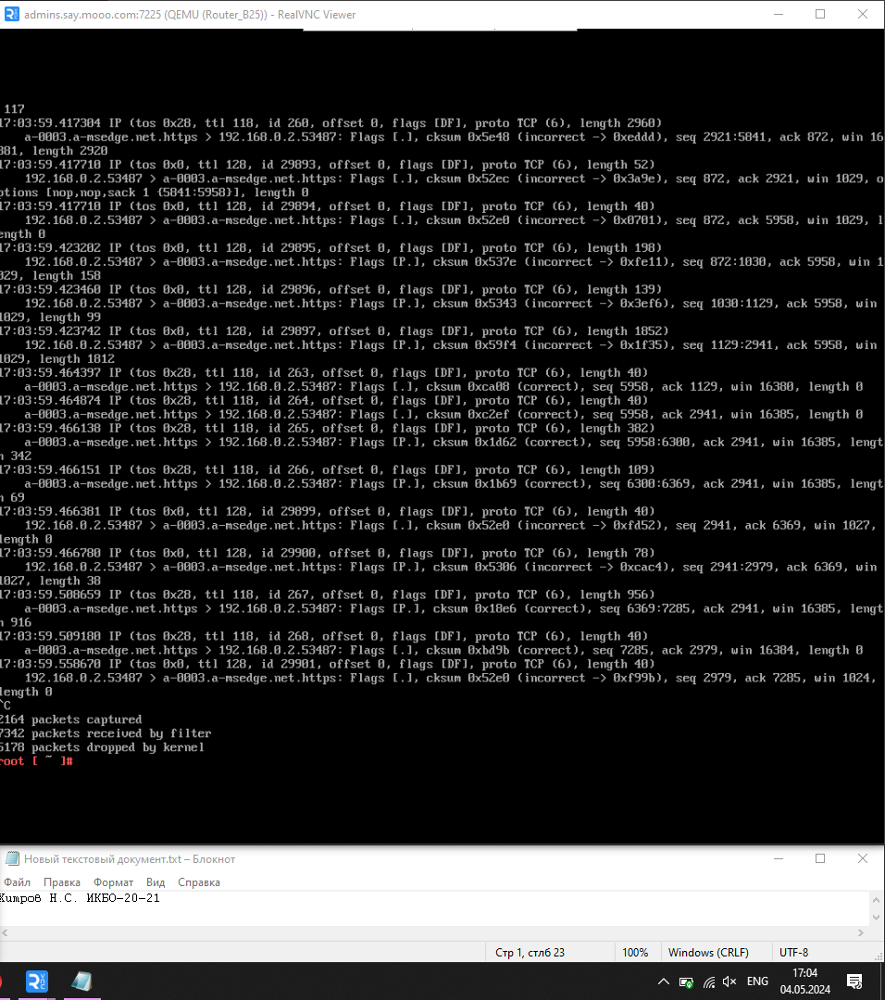 admins.say.mooo.com:7225 (QEMU (Router_B25)) - RealVNC Viewer
117
17:03:59.417304 IP (tos 0x28, ttl 118, id 260, offset 0, flags [DF], proto TCP (6), length 2960)
a-0003.a-msedge.net.https > 192.168.0.2.53487: Flags [.], cksum 0x5e48 (incorrect -> 0xeddd), seq 2921:5841, ack 872, win 16
381, length 2920
17:03:59.417710 IP (tos 0x0, ttl 128, id 29893, offset 0, flags [DF], proto TCP (6), length 52)
192.168.0.2.53487 > a-0003.a-msedge.net.https: Flags [.], cksum 0x52ec (incorrect -> 0x3a9e), seq 872, ack 2921, win 1029, o
ptions [nop,nop,sack 1 {5841:5958}], length 0
17:03:59.417710 IP (tos 0x0, ttl 128, id 29894, offset 0, flags [DF], proto TCP (6), length 40)
192.168.0.2.53487 > a-0003.a-msedge.net.https: Flags [.], cksum 0x52e0 (incorrect -> 0x0701), seq 872, ack 5958, win 1029, l
ength 0
17:03:59.423202 IP (tos 0x0, ttl 128, id 29895, offset 0, flags [DF], proto TCP (6), length 198)
192.168.0.2.53487 > a-0003.a-msedge.net.https: Flags [P.], cksum 0x537e (incorrect -> 0xfe11), seq 872:1030, ack 5958, win 1
029, length 158
17:03:59.423460 IP (tos 0x0, ttl 128, id 29896, offset 0, flags [DF], proto TCP (6), length 139)
192.168.0.2.53487 > a-0003.a-msedge.net.https: Flags [P.], cksum 0x5343 (incorrect -> 0x3ef6), seq 1030:1129, ack 5958, win
1029, length 99
17:03:59.423742 IP (tos 0x0, ttl 128, id 29897, offset 0, flags [DF], proto TCP (6), length 1852)
192.168.0.2.53487 > a-0003.a-msedge.net.https: Flags [P.], cksum 0x59f4 (incorrect -> 0x1f35), seq 1129:2941, ack 5958, win
1029, length 1812
17:03:59.464397 IP (tos 0x28, ttl 118, id 263, offset 0, flags [DF], proto TCP (6), length 40)
a-0003.a-msedge.net.https > 192.168.0.2.53487: Flags [.], cksum 0xca08 (correct), seq 5958, ack 1129, win 16380, length 0
17:03:59.464874 IP (tos 0x28, ttl 118, id 264, offset 0, flags [DF], proto TCP (6), length 40)
a-0003.a-msedge.net.https > 192.168.0.2.53487: Flags [.], cksum 0xc2ef (correct), seq 5958, ack 2941, win 16385, length 0
17:03:59.466138 IP (tos 0x28, ttl 118, id 265, offset 0, flags [DF], proto TCP (6), length 382)
a-0003.a-msedge.net.https > 192.168.0.2.53487: Flags [P.], cksum 0x1d62 (correct), seq 5958:6300, ack 2941, win 16385, lengt
h 342
17:03:59.466151 IP (tos 0x28, ttl 118, id 266, offset 0, flags [DF], proto TCP (6), length 109)
a-0003.a-msedge.net.https > 192.168.0.2.53487: Flags [P.], cksum 0x1b69 (correct), seq 6300:6369, ack 2941, win 16385, lengt
h 69
17:03:59.466381 IP (tos 0x0, ttl 128, id 29899, offset 0, flags [DF], proto TCP (6), length 40)
192.168.0.2.53487 > a-0003.a-msedge.net.https: Flags [.], cksum 0x52e0 (incorrect -> 0xfd52), seq 2941, ack 6369, win 1027,
length 0
17:03:59.466780 IP (tos 0x0, ttl 128, id 29900, offset 0, flags [DF], proto TCP (6), length 78)
192.168.0.2.53487 > a-0003.a-msedge.net.https: Flags [P.], cksum 0x5306 (incorrect -> 0xcac4), seq 2941:2979, ack 6369, win
1027, length 38
17:03:59.508659 IP (tos 0x28, ttl 118, id 267, offset 0, flags [DF], proto TCP (6), length 956)
a-0003.a-msedge.net.https > 192.168.0.2.53487: Flags [P.], cksum 0x18e6 (correct), seq 6369:7285, ack 2941, win 16385, lengt
h 916
17:03:59.509180 IP (tos 0x28, ttl 118, id 268, offset 0, flags [DF], proto TCP (6), length 40)
a-0003.a-msedge.net.https > 192.168.0.2.53487: Flags [.], cksum 0xbd9b (correct), seq 7285, ack 2979, win 16384, length 0
17:03:59.558670 IP (tos 0x0, ttl 128, id 29901, offset 0, flags [DF], proto TCP (6), length 40)
192.168.0.2.53487 > a-0003.a-msedge.net.https: Flags [.], cksum 0x52e0 (incorrect -> 0xf99b), seq 2979, ack 7285, win 1024,
length 0
^C
2164 packets captured
7342 packets received by filter
5178 packets dropped by kernel
root [ ~ ]#
Новый текстовый документ.txt – Блокнот
Файл Правка Формат Вид Справка
Хитров Н.С. ИКБО-20-21
Стр 1, стлб 23 100% Windows (CRLF) UTF-8
ENG 17:04
04.05.2024